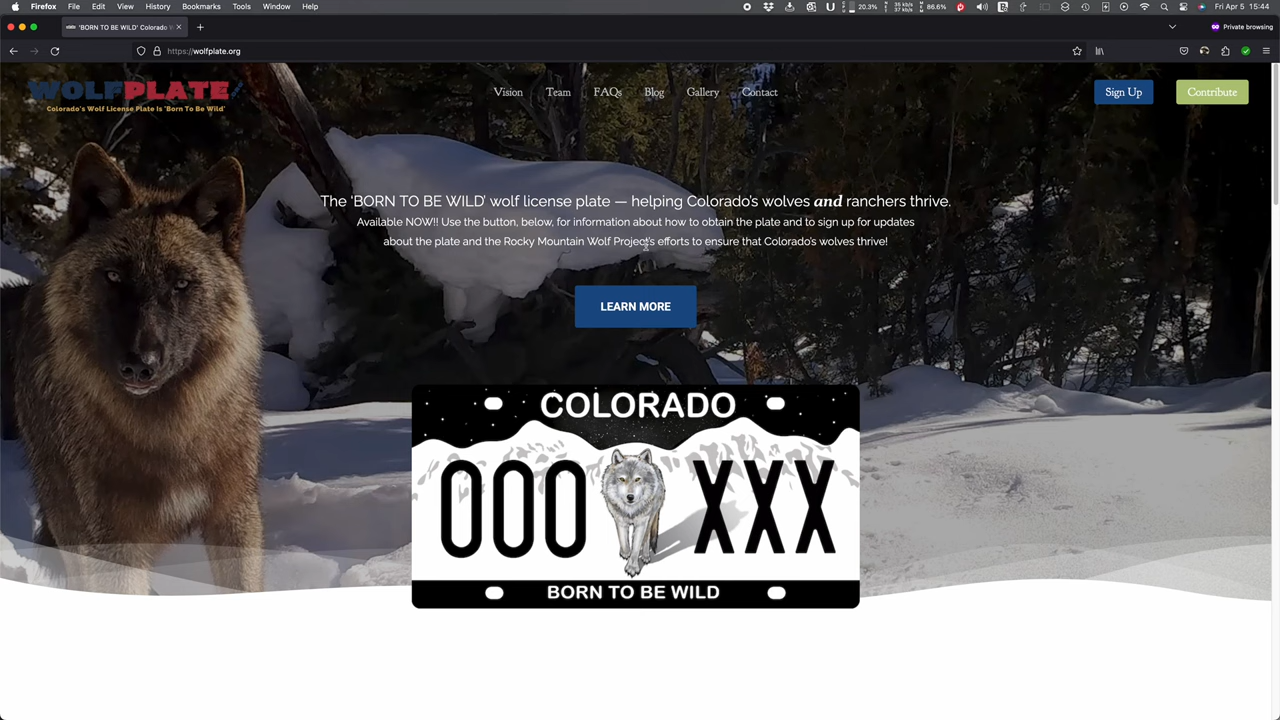 Firefox File Edit View History Bookmarks Tools Window Help
20.3% 86.6% Fri Apr 5 15:44
'BORN TO BE WILD' Colorado Private browsing
https://wolfplate.org
WOLFPLATE
Colorado's Wolf License Plate Is 'Born To Be Wild'
Vision Team FAQs Blog Gallery Contact Sign Up Contribute
The 'BORN TO BE WILD' wolf license plate — helping Colorado's wolves and ranchers thrive.
Available NOW!! Use the button, below, for information about how to obtain the plate and to sign up for updates
about the plate and the Rocky Mountain Wolf Project's efforts to ensure that Colorado's wolves thrive!
LEARN MORE
COLORADO
000 XXX
BORN TO BE WILD